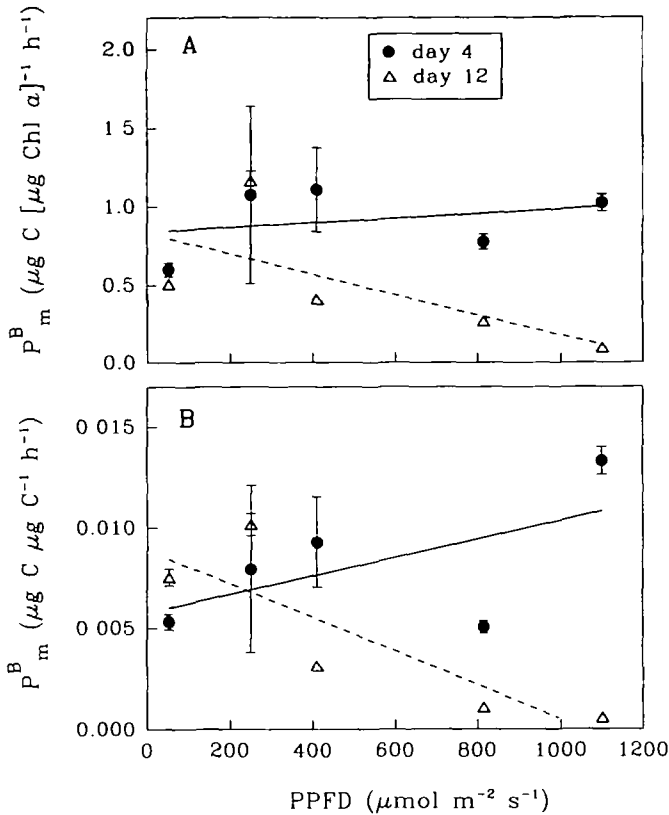 A
● day 4
△ day 12
2.0
1.5
1.0
0.5
0.0
P^B_m (μg C [μg Chl a]⁻¹ h⁻¹)
B
0 015
0 010
0 005
0 000
P^B_m (μg C μg C⁻¹ h⁻¹)
0 200 400 600 800 1000 1200
PPFD (μmol m⁻² s⁻¹)